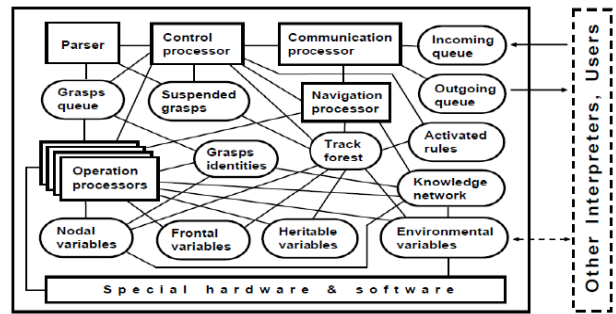 Parser
Control
processor
Communication
processor
Incoming
queue
Grasps
queue
Suspended
grasps
Navigation
processor
Outgoing
queue
Operation
processors
Grasps
identities
Track
forest
Activated
rules
Knowledge
network
Nodal
variables
Frontal
variables
Heritable
variables
Environmental
variables
Special hardware & software
Other Interpreters, Users